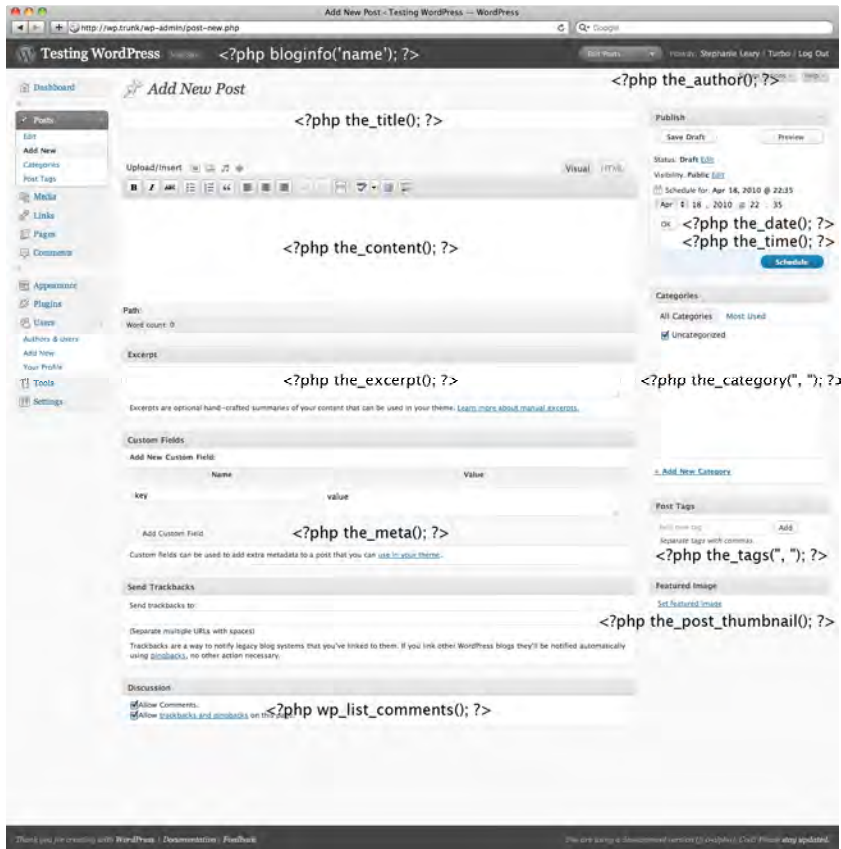 Add New Post - Testing WordPress — WordPress
http://wp.trunk/wp-admin/post-new.php
Testing WordPress
<?php bloginfo('name'); ?>
Stephanie Leary | Turbo | Log Out
Dashboard
Add New Post
<?php the_author(); ?>
Posts
Edit
Add New
Categories
Post Tags
Media
Links
Pages
Comments
Appearance
Plugins
Users
Authors & Users
Add New
Your Profile
Tools
Settings
<?php the_title(); ?>
Upload/Insert
Visual HTML
<?php the_content(); ?>
Path:
Word count: 0
Excerpt
<?php the_excerpt(); ?>
Excerpts are optional hand-crafted summaries of your content that can be used in your theme. Learn more about manual excerpts.
Custom Fields
Add New Custom Field:
Name Value
key value
Add Custom Field <?php the_meta(); ?>
Custom fields can be used to add extra metadata to a post that you can use in your theme.
Send Trackbacks
Send trackbacks to:
(Separate multiple URLs with spaces)
Trackbacks are a way to notify legacy blog systems that you've linked to them. If you link other WordPress blogs they'll be notified automatically
using pingbacks, no other action necessary.
Discussion
Allow Comments.
Allow trackbacks and pingbacks on this page.
<?php wp_list_comments(); ?>
Publish
Save Draft Preview
Status: Draft Edit
Visibility: Public Edit
Schedule for: Apr 18, 2010 @ 22:35
Apr 18 , 2010 @ 22 : 35
OK <?php the_date(); ?>
<?php the_time(); ?>
Schedule
Categories
All Categories Most Used
Uncategorized
<?php the_category(", "); ?>
+ Add New Category
Post Tags
Add new tag Add
Separate tags with commas.
<?php the_tags(", "); ?>
Featured Image
Set featured image
<?php the_post_thumbnail(); ?>
Thank you for creating with WordPress | Documentation | Feedback
You are using a development version Cool! Please stay updated.